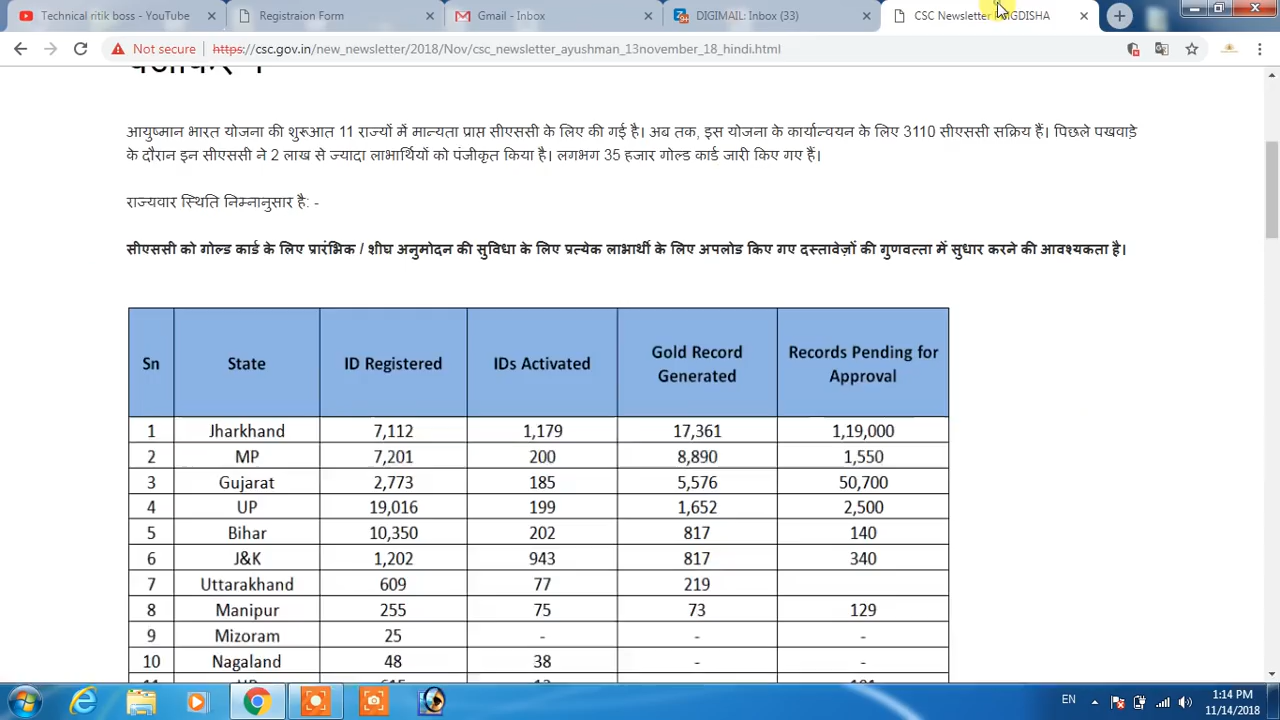 Technical ritik boss - YouTube
Registraion Form
Gmail - Inbox
DIGIMAIL: Inbox (33)
CSC Newsletter
Not secure
https://csc.gov.in/new_newsletter/2018/Nov/csc_newsletter_ayushman_13november_18_hindi.html
आयुष्मान भारत योजना की शुरूआत 11 राज्यों में मान्यता प्राप्त सीएससी के लिए की गई है। अब तक, इस योजना के कार्यान्वयन के लिए 3110 सीएससी सक्रिय हैं। पिछले पखवाड़े
के दौरान इन सीएससी ने 2 लाख से ज्यादा लाभार्थियों को पंजीकृत किया है। लगभग 35 हजार गोल्ड कार्ड जारी किए गए हैं।
राज्यवार स्थिति निम्नानुसार है: -
सीएससी को गोल्ड कार्ड के लिए प्रारंभिक / शीघ्र अनुमोदन की सुविधा के लिए प्रत्येक लाभार्थी के लिए अपलोड किए गए दस्तावेज़ों की गुणवत्ता में सुधार करने की आवश्यकता है।
Sn State ID Registered IDs Activated Gold Record Generated Records Pending for Approval
1 Jharkhand 7,112 1,179 17,361 1,19,000
2 MP 7,201 200 8,890 1,550
3 Gujarat 2,773 185 5,576 50,700
4 UP 19,016 199 1,652 2,500
5 Bihar 10,350 202 817 140
6 J&K 1,202 943 817 340
7 Uttarakhand 609 77 219
8 Manipur 255 75 73 129
9 Mizoram 25 - - -
10 Nagaland 48 38 - -
EN
1:14 PM
11/14/2018